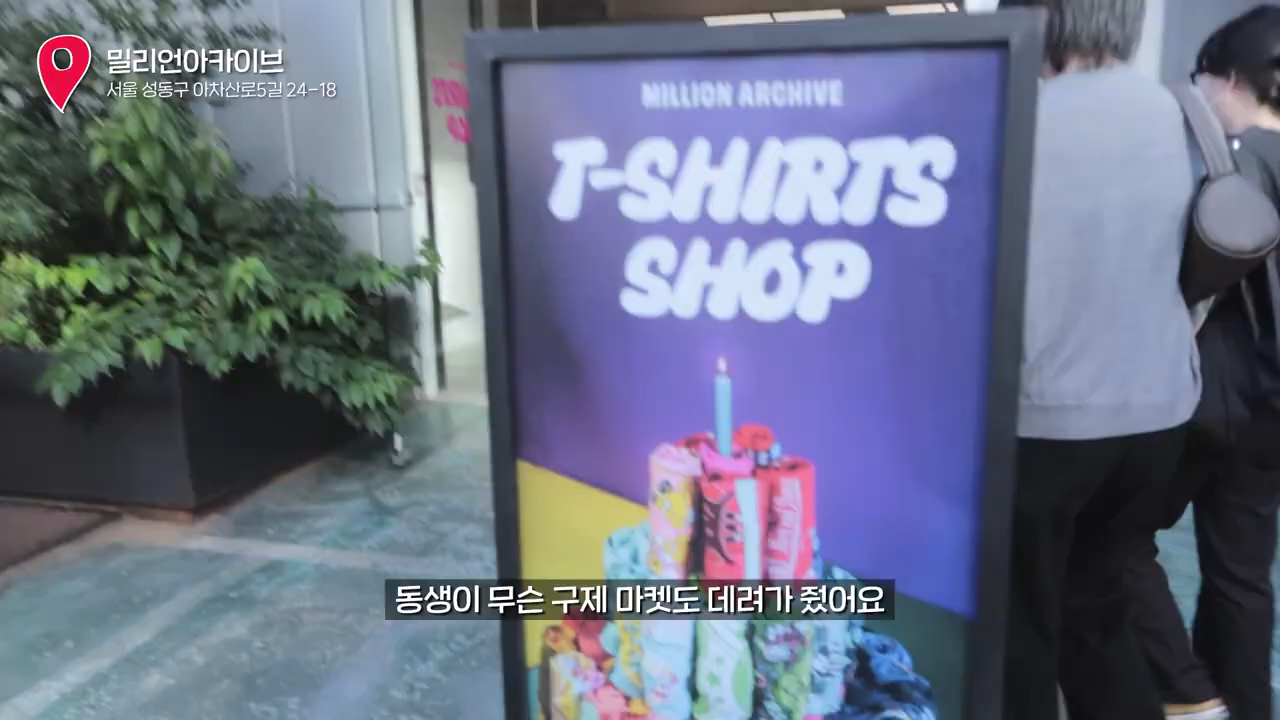 밀리언아카이브
서울 성동구 아차산로5길 24-18
MILLION ARCHIVE
T-SHIRTS
SHOP
동생이 무슨 구제 마켓도 데려가 줬어요